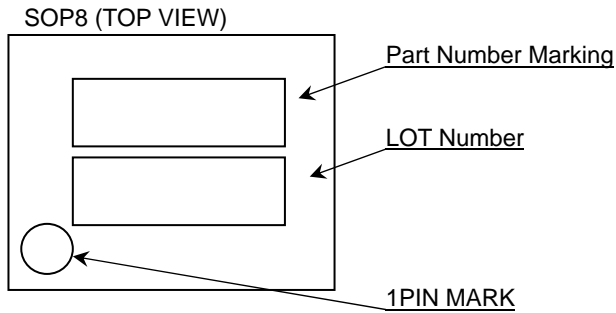 SOP8 (TOP VIEW)
Part Number Marking
LOT Number
1PIN MARK